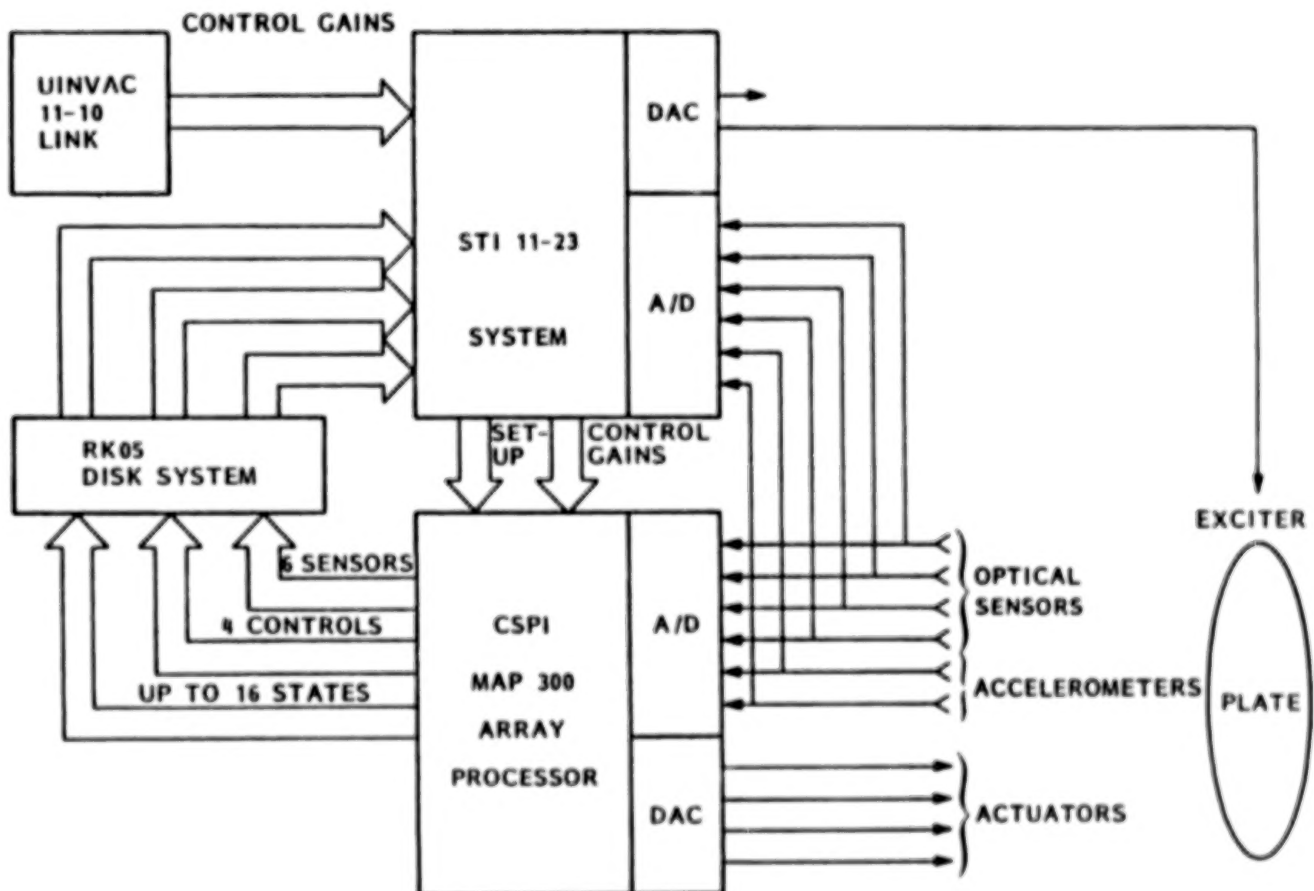 CONTROL GAINS
UINVAC
11-10
LINK
DAC
STI 11-23
SYSTEM
A/D
RK05
DISK SYSTEM
SET-
UP
CONTROL
GAINS
EXCITER
6 SENSORS
4 CONTROLS
UP TO 16 STATES
CSPI
MAP 300
ARRAY
PROCESSOR
A/D
DAC
OPTICAL
SENSORS
ACCELEROMETERS
PLATE
ACTUATORS